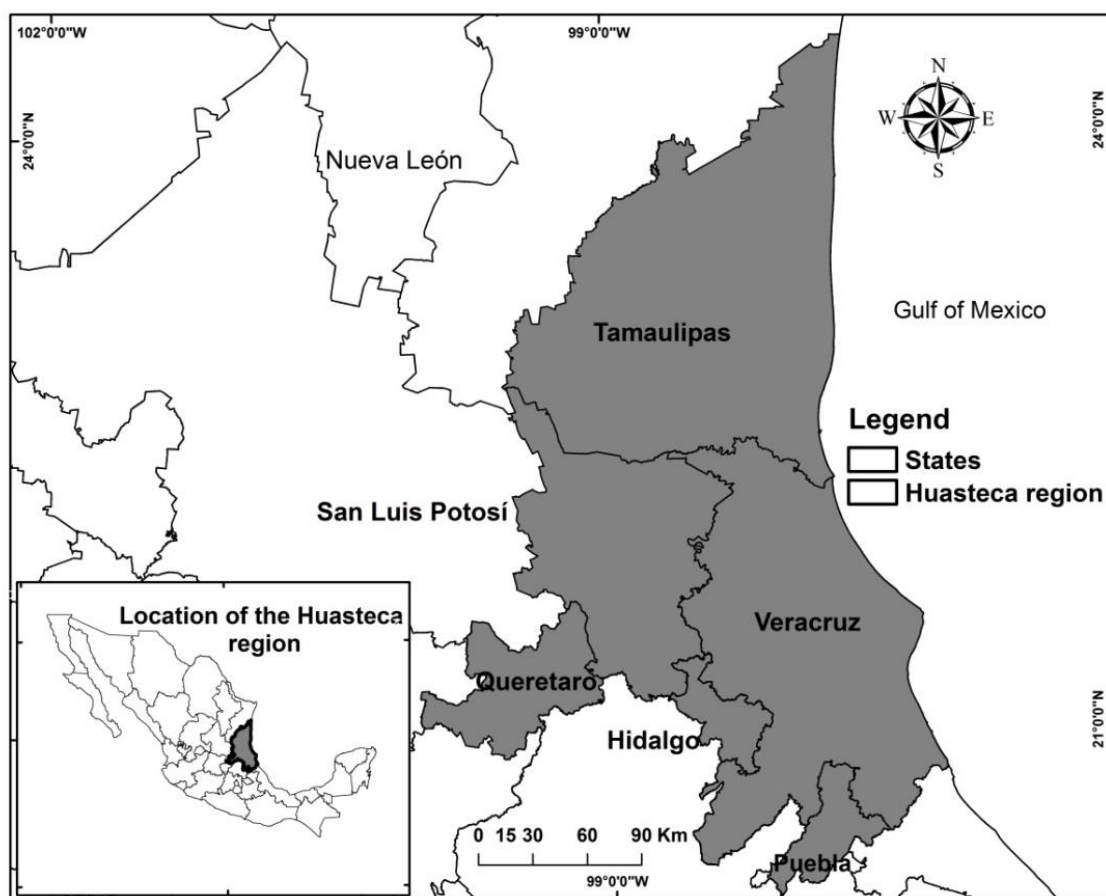 102°0'0"W
99°0'0"W
N
W
E
S
24°0'0"N
24°0'0"N
Nueva León
Gulf of Mexico
Tamaulipas
Legend
States
Huasteca region
San Luis Potosí
Location of the Huasteca
region
Veracruz
Queretaro
21°0'0"N
Hidalgo
0 15 30 60 90 Km
Puebla
99°0'0"W